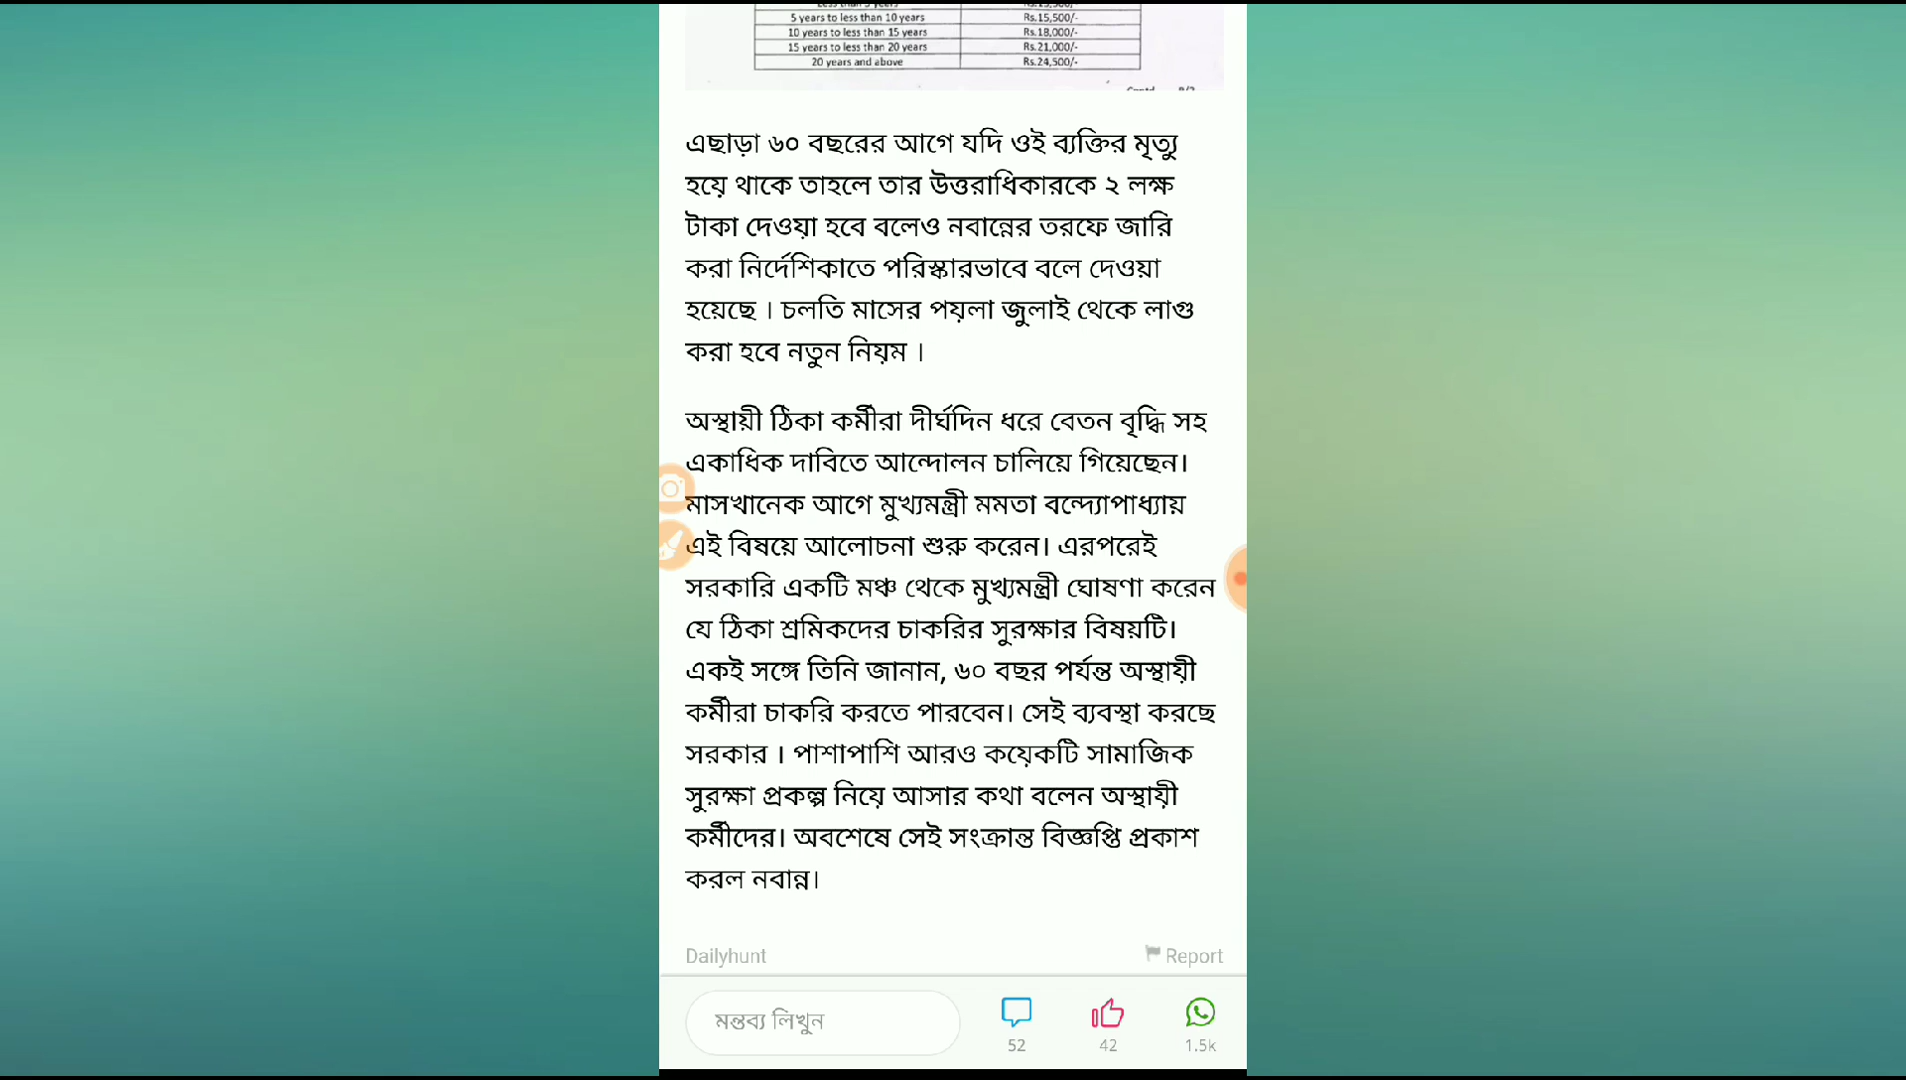 5 years to less than 10 years Rs.15,500/-
10 years to less than 15 years Rs.18,000/-
15 years to less than 20 years Rs.21,000/-
20 years and above Rs.24,500/-
এছাড়া ৬০ বছরের আগে যদি ওই ব্যক্তির মৃত্যু
হয়ে থাকে তাহলে তার উত্তরাধিকারকে ২ লক্ষ
টাকা দেওয়া হবে বলেও নবান্নের তরফে জারি
করা নির্দেশিকাতে পরিস্কারভাবে বলে দেওয়া
হয়েছে । চলতি মাসের পয়লা জুলাই থেকে লাগু
করা হবে নতুন নিয়ম ।
অস্থায়ী ঠিকা কর্মীরা দীর্ঘদিন ধরে বেতন বৃদ্ধি সহ
একাধিক দাবিতে আন্দোলন চালিয়ে গিয়েছেন।
মাসখানেক আগে মুখ্যমন্ত্রী মমতা বন্দ্যোপাধ্যায়
এই বিষয়ে আলোচনা শুরু করেন। এরপরেই
সরকারি একটি মঞ্চ থেকে মুখ্যমন্ত্রী ঘোষণা করেন
যে ঠিকা শ্রমিকদের চাকরির সুরক্ষার বিষয়টি।
একই সঙ্গে তিনি জানান, ৬০ বছর পর্যন্ত অস্থায়ী
কর্মীরা চাকরি করতে পারবেন। সেই ব্যবস্থা করছে
সরকার । পাশাপাশি আরও কয়েকটি সামাজিক
সুরক্ষা প্রকল্প নিয়ে আসার কথা বলেন অস্থায়ী
কর্মীদের। অবশেষে সেই সংক্রান্ত বিজ্ঞপ্তি প্রকাশ
করল নবান্ন।
Dailyhunt Report
মন্তব্য লিখুন
52 42 1.5k